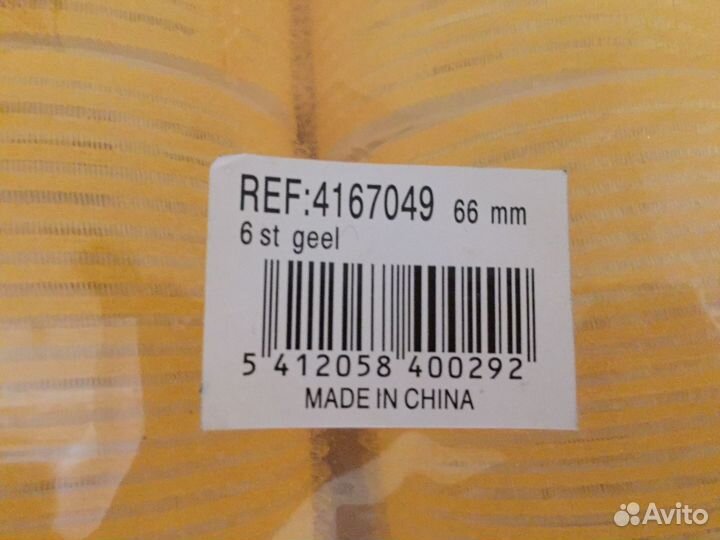 REF:4167049 66 mm
6 st geel
5 412058 400292
MADE IN CHINA
Avito